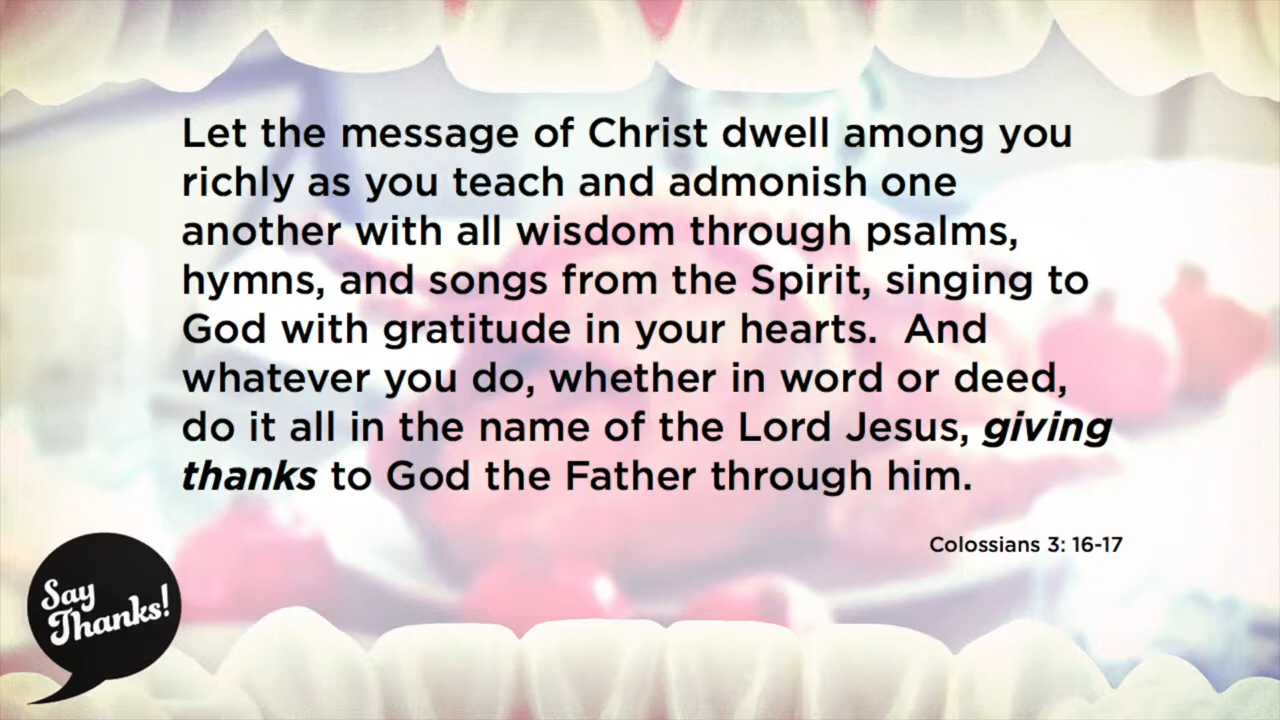 Let the message of Christ dwell among you
richly as you teach and admonish one
another with all wisdom through psalms,
hymns, and songs from the Spirit, singing to
God with gratitude in your hearts.  And
whatever you do, whether in word or deed,
do it all in the name of the Lord Jesus, giving
thanks to God the Father through him.
Colossians 3: 16-17
Say
Thanks!